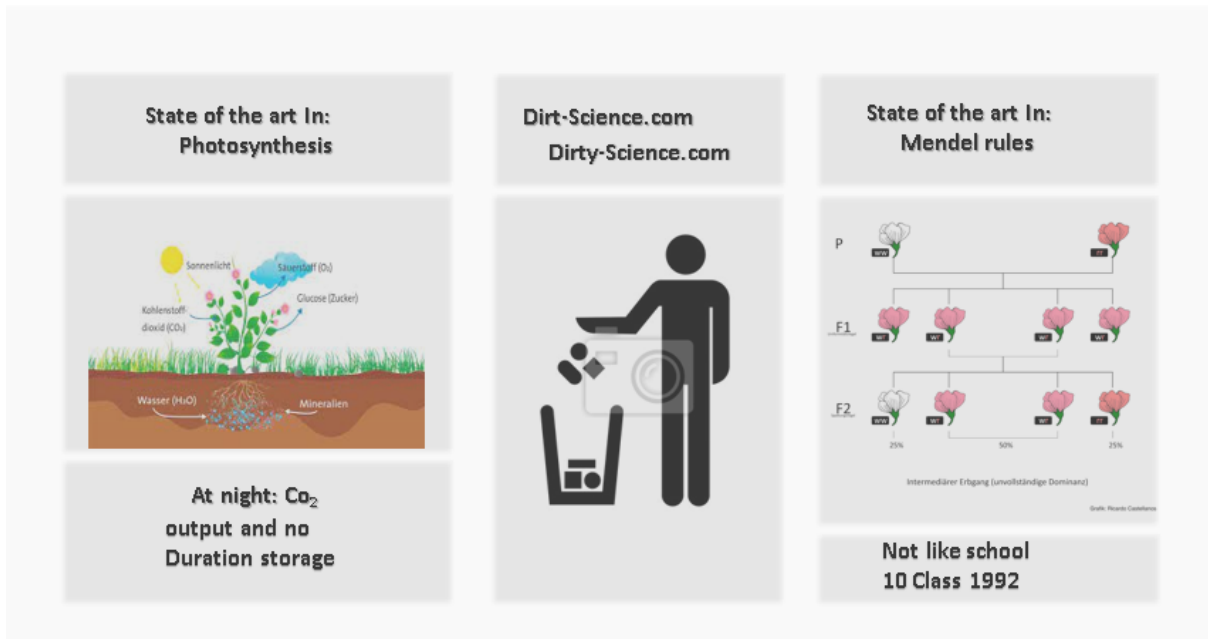 State of the art In:
Photosynthesis
Sonnenlicht
Sauerstoff (O₂)
Glucose (Zucker)
Kohlenstoff-
dioxid (CO₂)
Wasser (H₂O)
Mineralien
At night: Co₂
output and no
Duration storage
Dirt-Science.com
Dirty-Science.com
State of the art In:
Mendel rules
P
ww rr
F1
wr wr wr wr
F2
ww wr wr rr
25% 50% 25%
Intermediärer Erbgang (unvollständige Dominanz)
Grafik: Ricardo Castellanos
Not like school
10 Class 1992